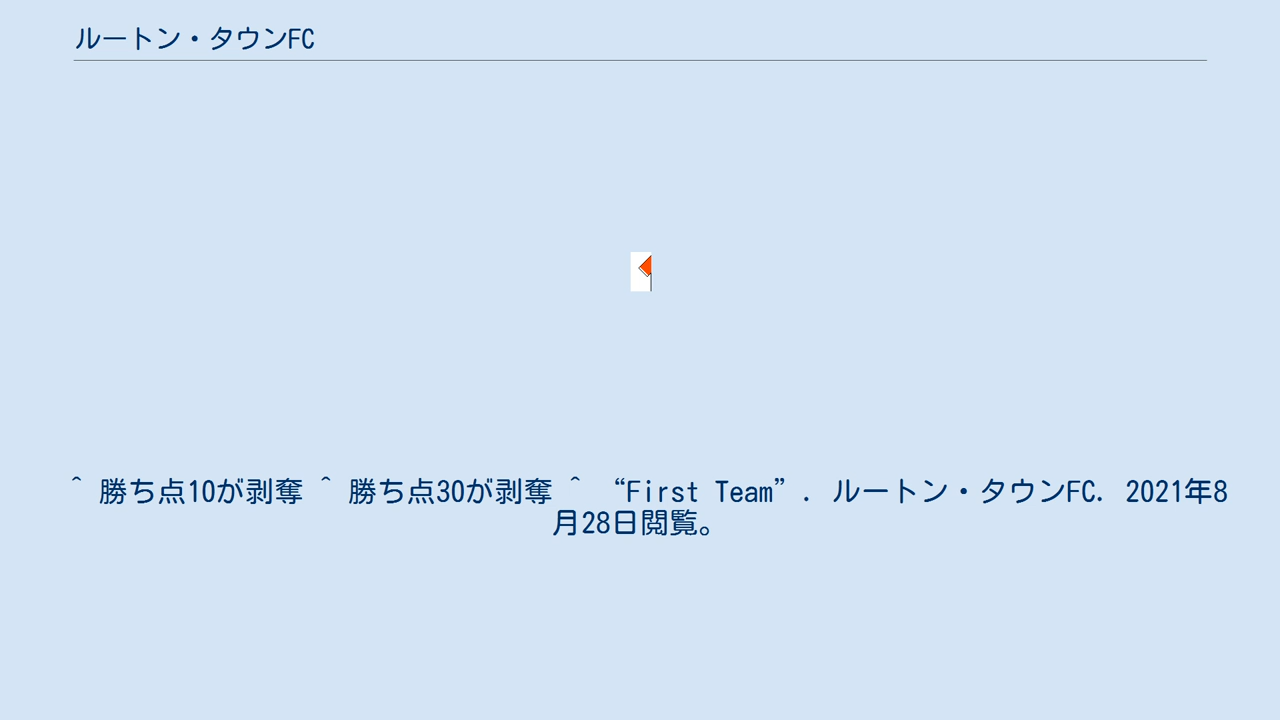 ルートン・タウンFC
^ 勝ち点10が剥奪 ^ 勝ち点30が剥奪 ^ “First Team”. ルートン・タウンFC. 2021年8
月28日閲覧。